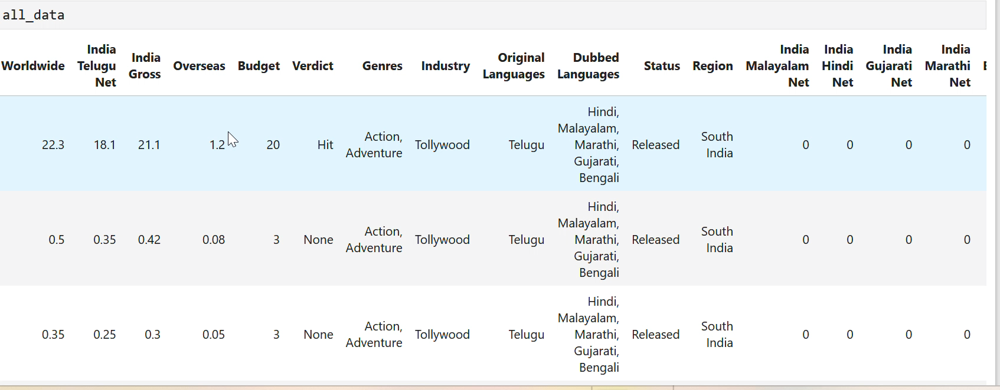 all_data
Worldwide India Telugu Net India Gross Overseas Budget Verdict Genres Industry Original Languages Dubbed Languages Status Region India Malayalam Net India Hindi Net India Gujarati Net India Marathi Net
22.3 18.1 21.1 1.2 20 Hit Action, Adventure Tollywood Telugu Hindi, Malayalam, Marathi, Gujarati, Bengali Released South India 0 0 0 0
0.5 0.35 0.42 0.08 3 None Action, Adventure Tollywood Telugu Hindi, Malayalam, Marathi, Gujarati, Bengali Released South India 0 0 0 0
0.35 0.25 0.3 0.05 3 None Action, Adventure Tollywood Telugu Hindi, Malayalam, Marathi, Gujarati, Bengali Released South India 0 0 0 0